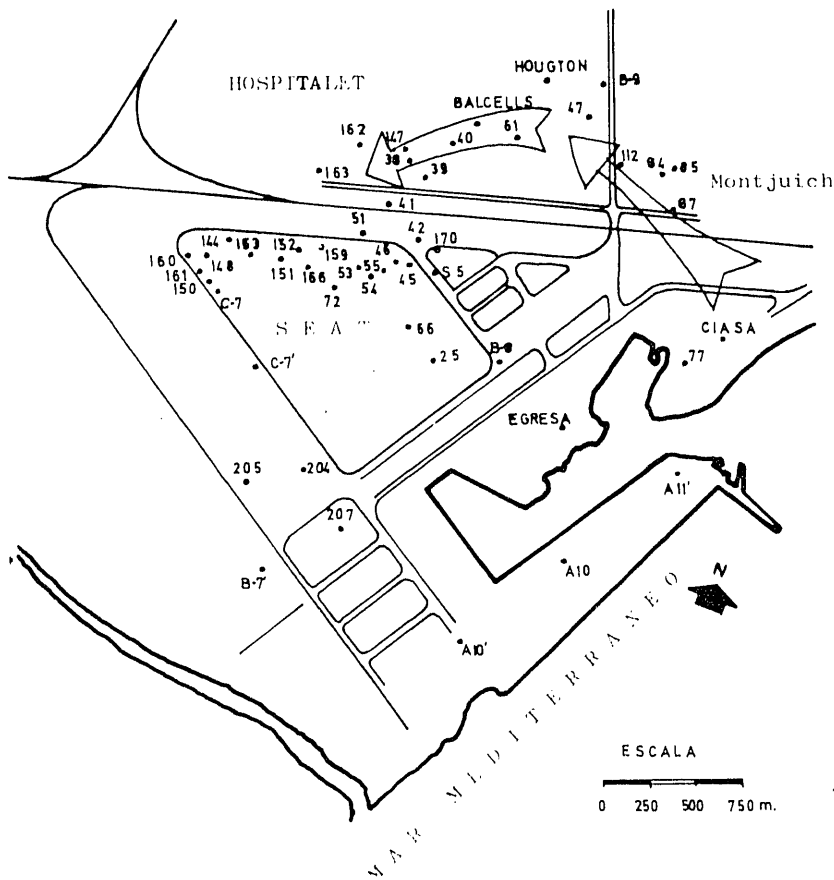 HOUGTON
B-9
HOSPITALET
BALCELLS
47
162
147
40
61
38
39
163
112
84
85
Montjuich
41
87
51
42
170
144
153
152
159
46
160
161
148
151
166
53
55
45
S5
150
54
C-7
72
SEAT
66
CIASA
C-7'
25
B-8
77
EGRESA
205
204
A11'
207
B-7'
A10
N
A10'
MAR MEDITERRANEO
ESCALA
0 250 500 750 m.